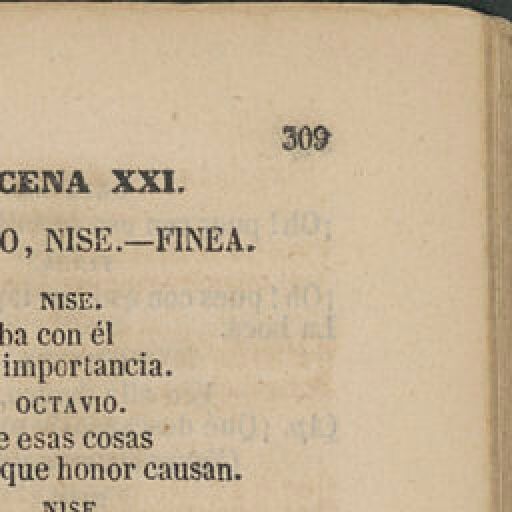 309
CENA XXI.
O, NISE.—FINEA.
NISE.
ba con él
importancia.
OCTAVIO.
e esas cosas
que honor causan.
NISE